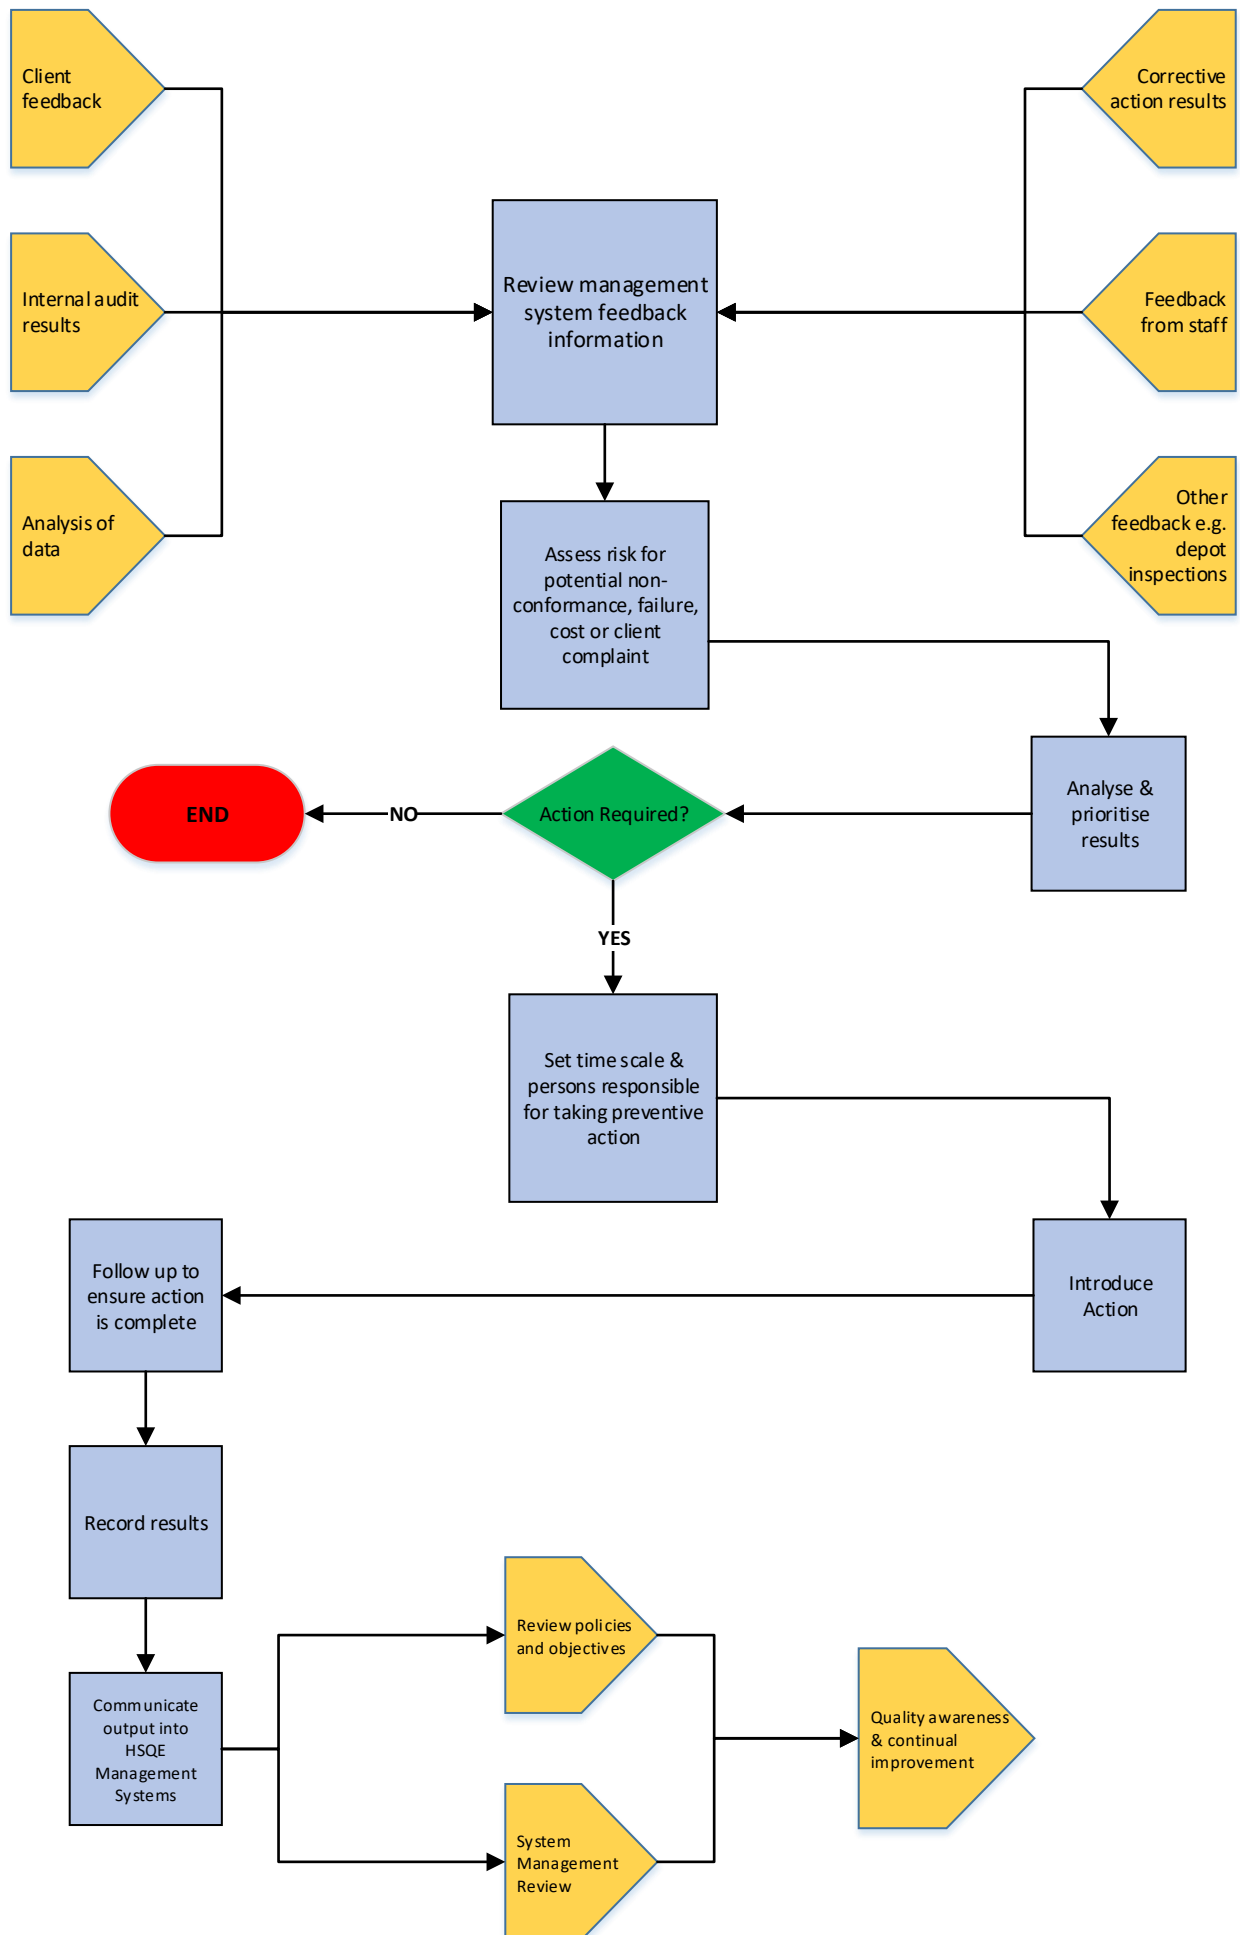 Client
feedback
Corrective
action results
Review management
system feedback
information
Internal audit
results
Feedback
from staff
Analysis of
data
Other
feedback e.g.
depot
inspections
Assess risk for
potential non-
conformance, failure,
cost or client
complaint
Analyse &
prioritise
results
Action Required?
NO
END
YES
Set time scale &
persons responsible
for taking preventive
action
Introduce
Action
Follow up to
ensure action
is complete
Record results
Communicate
output into
HSQE
Management
Systems
Review policies
and objectives
System
Management
Review
Quality awareness
& continual
improvement